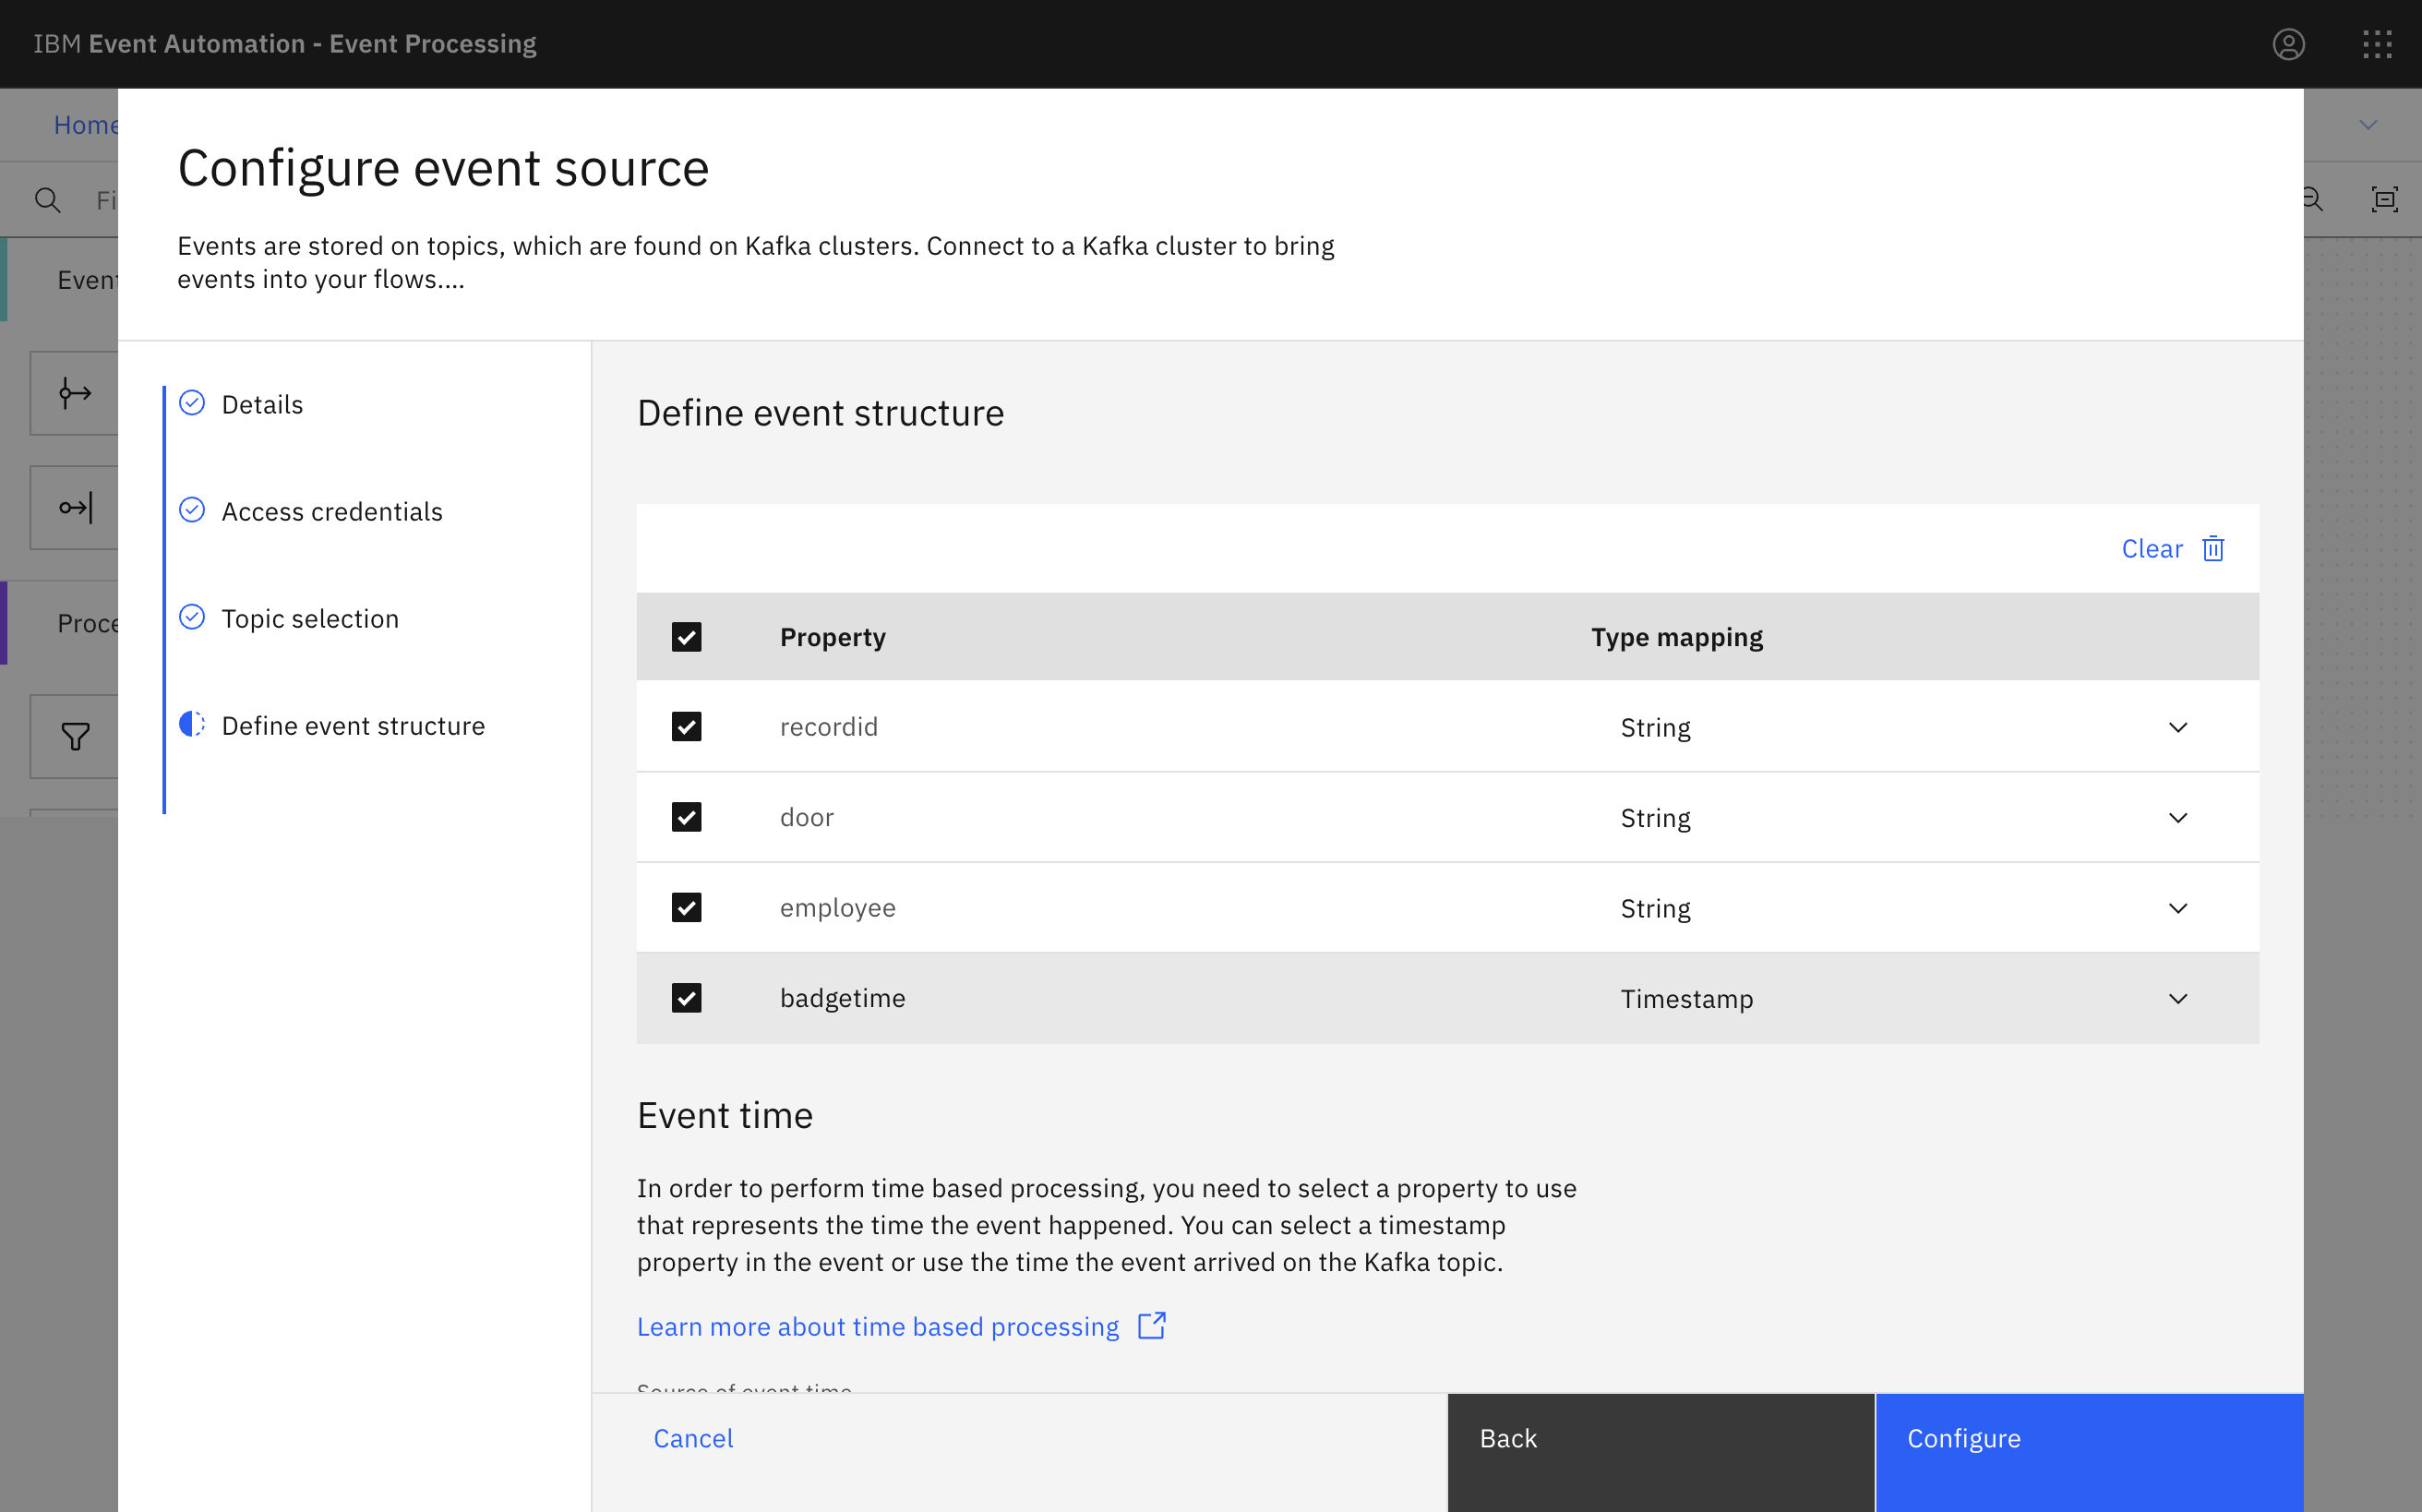 IBM Event Automation - Event Processing
Home
Fi
Configure event source
Events are stored on topics, which are found on Kafka clusters. Connect to a Kafka cluster to bring
events into your flows....
Event
Details
Access credentials
Topic selection
Proce
Define event structure
Define event structure
Clear
Property Type mapping
recordid String
door String
employee String
badgetime Timestamp
Event time
In order to perform time based processing, you need to select a property to use
that represents the time the event happened. You can select a timestamp
property in the event or use the time the event arrived on the Kafka topic.
Learn more about time based processing
Source of event time
Cancel Back Configure